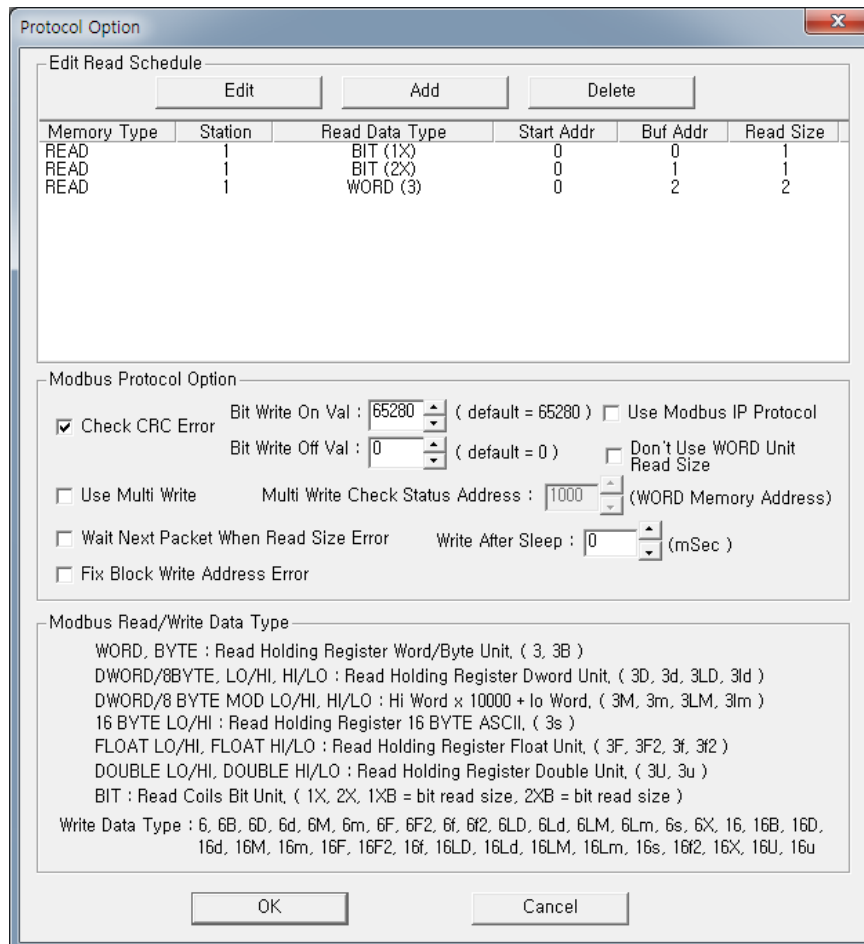 Protocol Option
Edit Read Schedule
Edit Add Delete
Memory Type Station Read Data Type Start Addr Buf Addr Read Size
READ 1 BIT (1X) 0 0 1
READ 1 BIT (2X) 0 1 1
READ 1 WORD (3) 0 2 2
Modbus Protocol Option
Check CRC Error Bit Write On Val : 65280 ( default = 65280 ) Use Modbus IP Protocol
Bit Write Off Val : 0 ( default = 0 ) Don't Use WORD Unit Read Size
Use Multi Write Multi Write Check Status Address : 1000 (WORD Memory Address)
Wait Next Packet When Read Size Error Write After Sleep : 0 (mSec )
Fix Block Write Address Error
Modbus Read/Write Data Type
WORD, BYTE : Read Holding Register Word/Byte Unit, ( 3, 3B )
DWORD/8BYTE, LO/HI, HI/LO : Read Holding Register Dword Unit, ( 3D, 3d, 3LD, 3ld )
DWORD/8 BYTE MOD LO/HI, HI/LO : Hi Word x 10000 + lo Word, ( 3M, 3m, 3LM, 3lm )
16 BYTE LO/HI : Read Holding Register 16 BYTE ASCII, ( 3s )
FLOAT LO/HI, FLOAT HI/LO : Read Holding Register Float Unit, ( 3F, 3F2, 3f, 3f2 )
DOUBLE LO/HI, DOUBLE HI/LO : Read Holding Register Double Unit, ( 3U, 3u )
BIT : Read Coils Bit Unit, ( 1X, 2X, 1XB = bit read size, 2XB = bit read size )
Write Data Type : 6, 6B, 6D, 6d, 6M, 6m, 6F, 6F2, 6f, 6f2, 6LD, 6Ld, 6LM, 6Lm, 6s, 6X, 16, 16B, 16D,
16d, 16M, 16m, 16F, 16F2, 16f, 16LD, 16Ld, 16LM, 16Lm, 16s, 16f2, 16X, 16U, 16u
OK Cancel